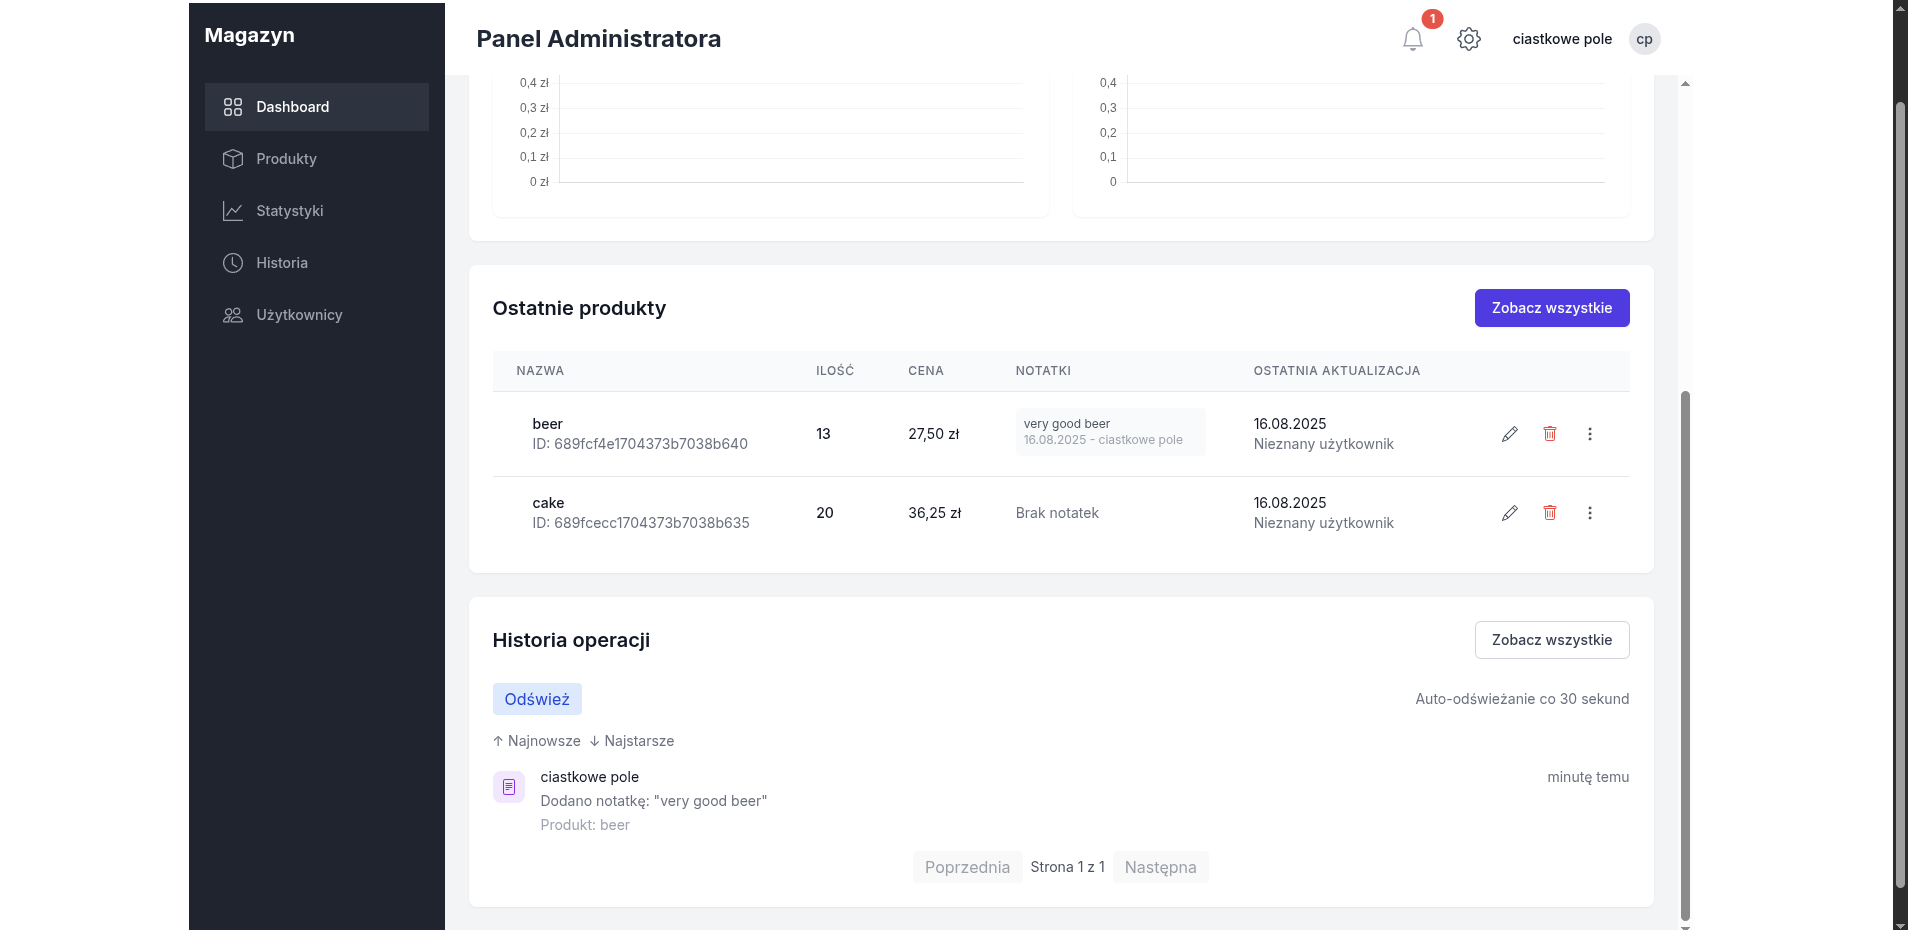 Magazyn
Dashboard
Produkty
Statystyki
Historia
Użytkownicy
Panel Administratora
1
ciastkowe pole
cp
0,4 zł
0,3 zł
0,2 zł
0,1 zł
0 zł
0,4
0,3
0,2
0,1
0
Ostatnie produkty
Zobacz wszystkie
NAZWA ILOŚĆ CENA NOTATKI OSTATNIA AKTUALIZACJA
beer
ID: 689fcf4e1704373b7038b640
13
27,50 zł
very good beer
16.08.2025 - ciastkowe pole
16.08.2025
Nieznany użytkownik
cake
ID: 689fcecc1704373b7038b635
20
36,25 zł
Brak notatek
16.08.2025
Nieznany użytkownik
Historia operacji
Zobacz wszystkie
Odśwież
Auto-odświeżanie co 30 sekund
↑ Najnowsze ↓ Najstarsze
ciastkowe pole
minutę temu
Dodano notatkę: "very good beer"
Produkt: beer
Poprzednia Strona 1 z 1 Następna